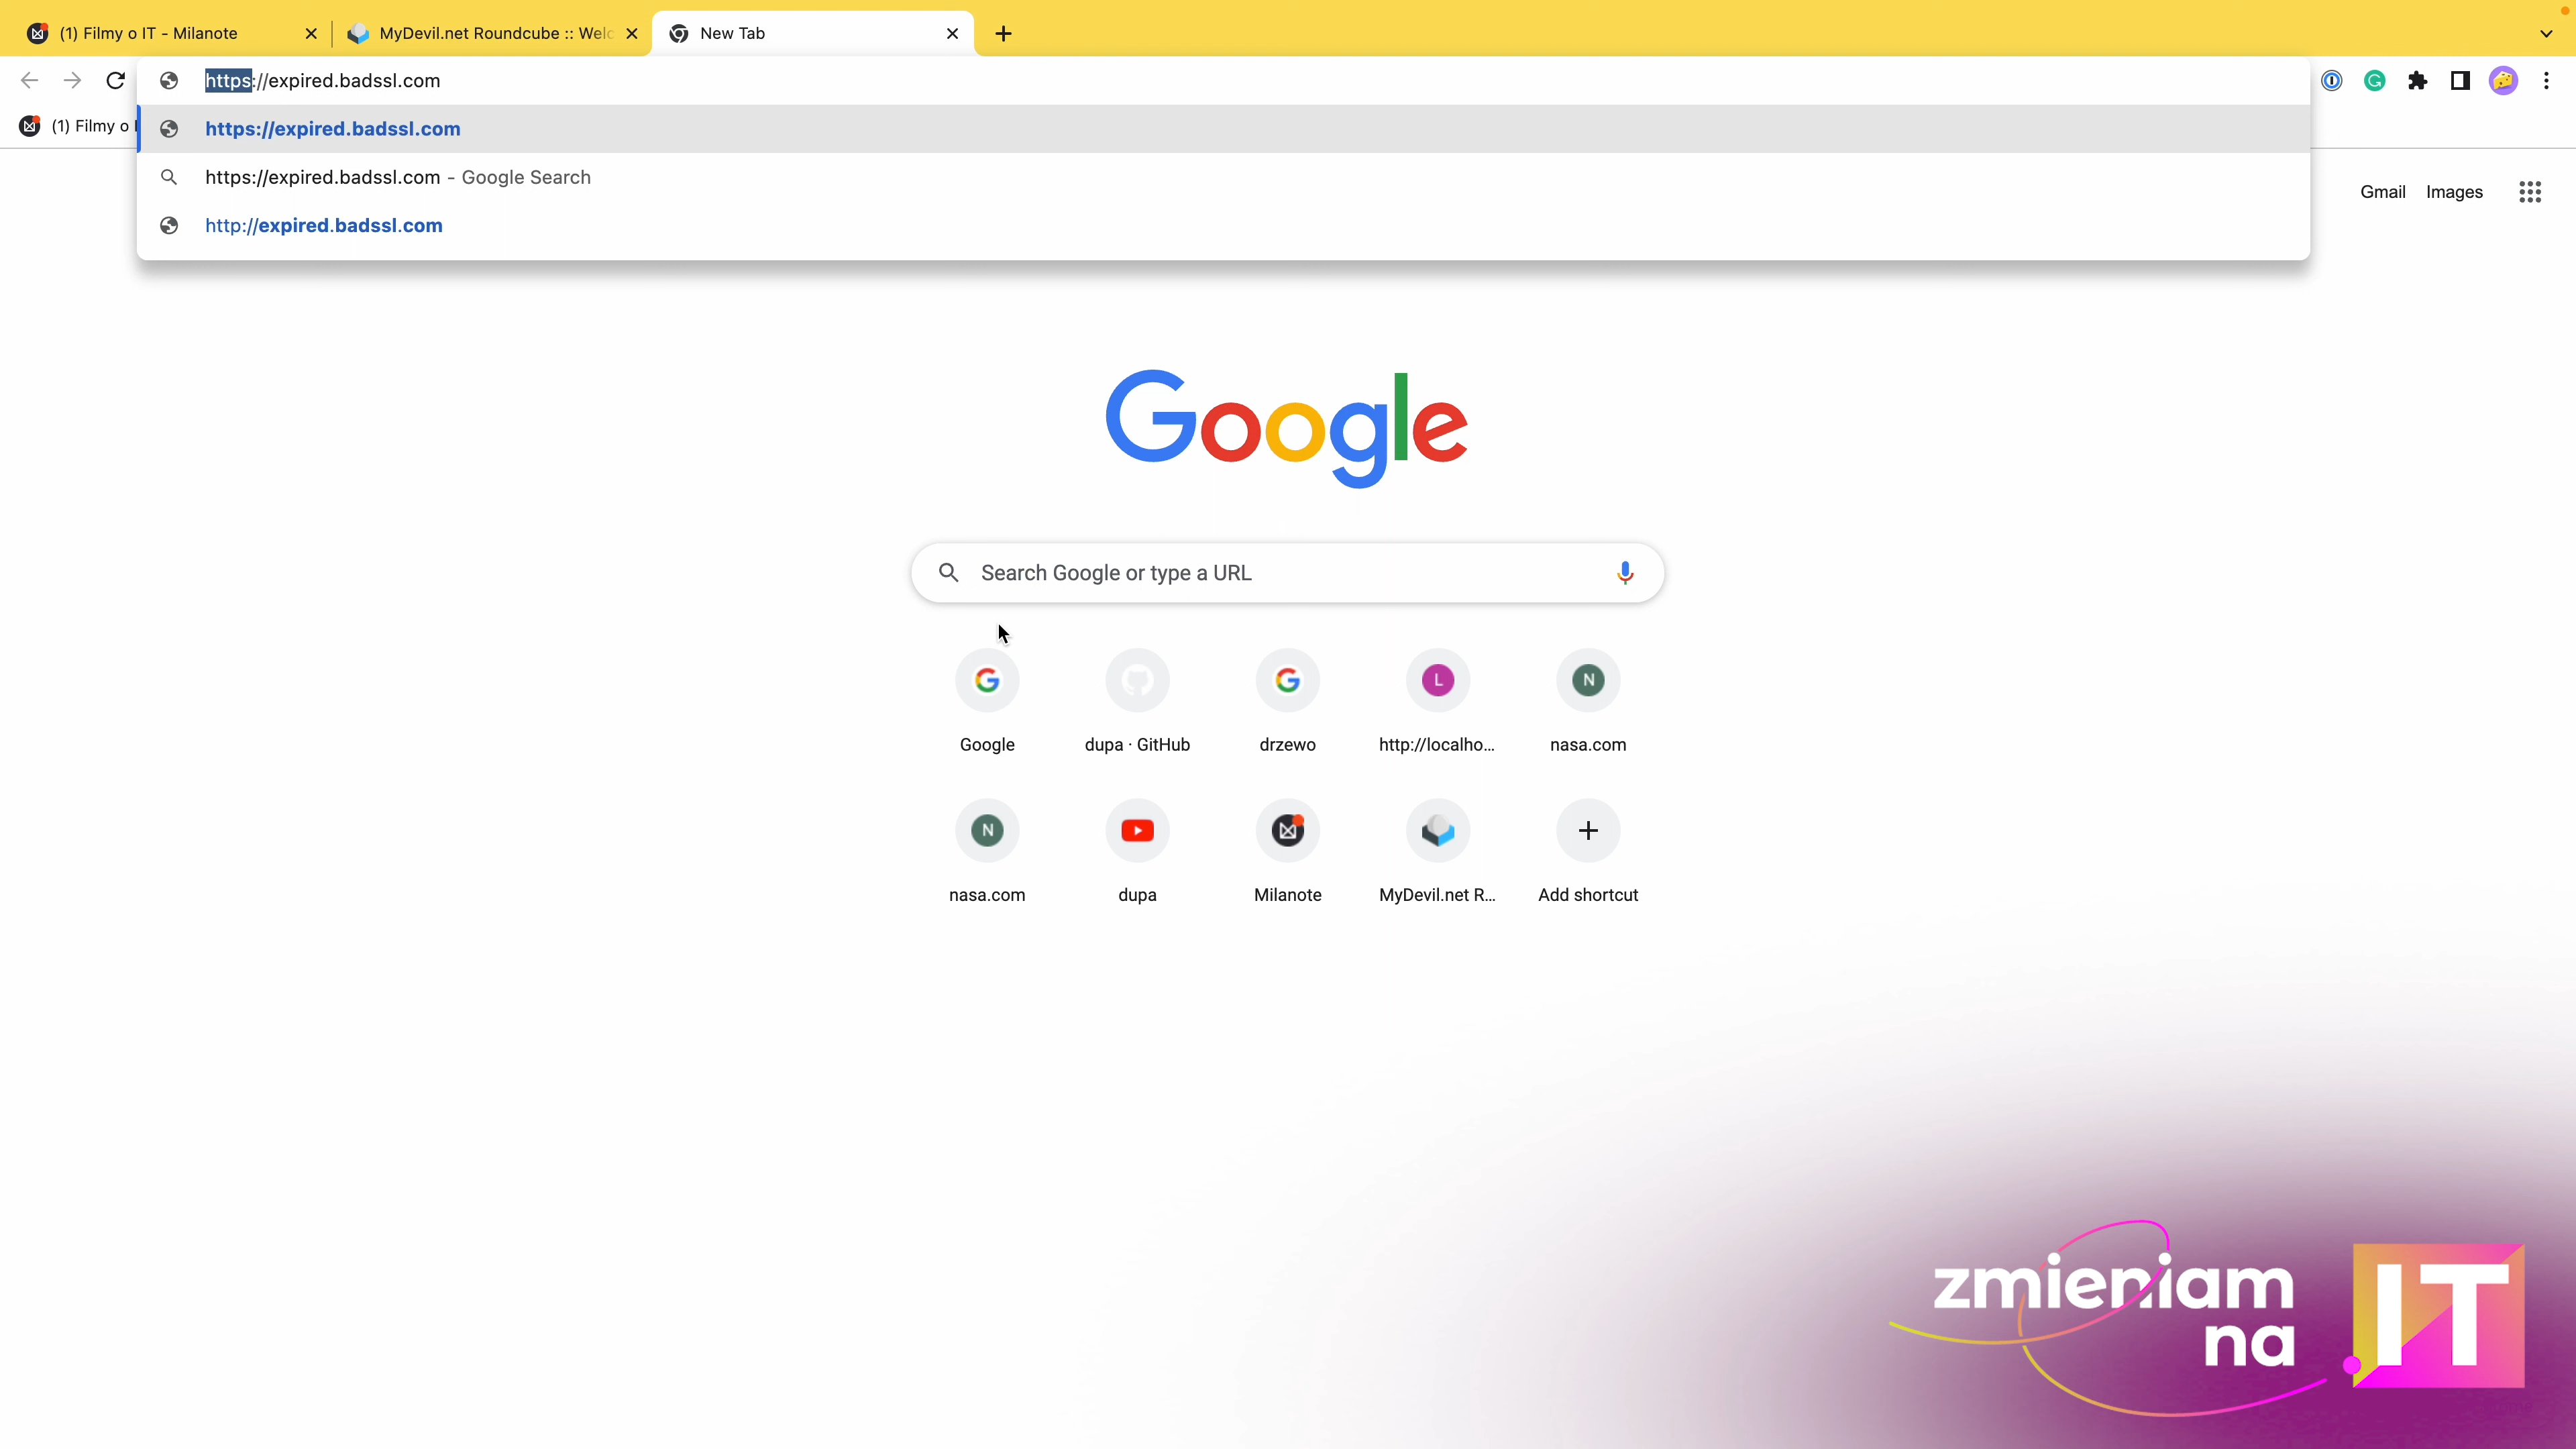 (1) Filmy o IT - Milanote
MyDevil.net Roundcube :: Welc
New Tab
https://expired.badssl.com
(1) Filmy o I
https://expired.badssl.com
https://expired.badssl.com - Google Search
http://expired.badssl.com
Gmail Images
Google
Search Google or type a URL
L
N
Google
dupa · GitHub
drzewo
http://localho...
nasa.com
N
nasa.com
dupa
Milanote
MyDevil.net R...
Add shortcut
zmieniam
na
.IT